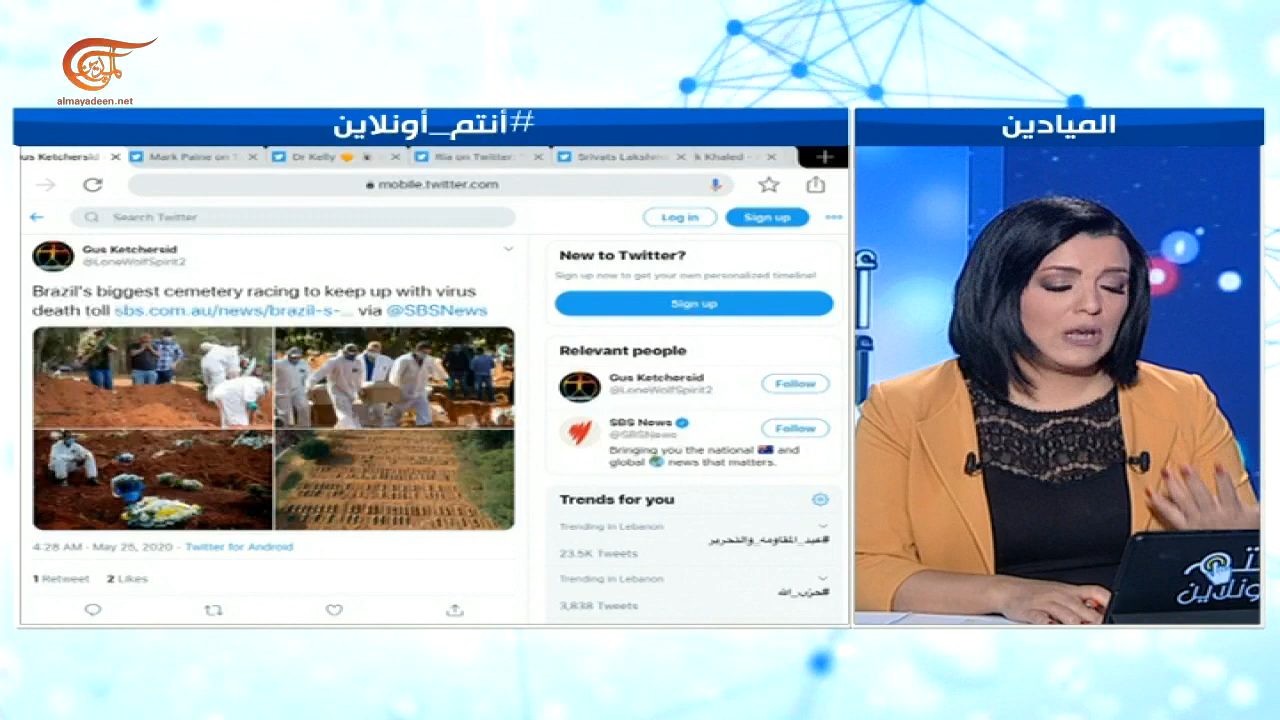 almayadeen.net
#أنتم_أونلاين
الميادين
us Ketchersid
Mark Paine on
Dr Kelly
Ria on Twitter:
Srivats Lakshm
k Khaled -
mobile.twitter.com
Search Twitter
Log in
Sign up
Gus Ketchersid
@LoneWolfSpirit2
Brazil's biggest cemetery racing to keep up with virus
death toll sbs.com.au/news/brazil-s-... via @SBSNews
4:28 AM · May 25, 2020 · Twitter for Android
1 Retweet 2 Likes
New to Twitter?
Sign up now to get your own personalized timeline!
Sign up
Relevant people
Gus Ketchersid
@LoneWolfSpirit2
Follow
SBS News
@SBSNews
Follow
Bringing you the national and
global news that matters.
Trends for you
Trending in Lebanon
#عيد_المقاومة_والتحرير
23.5K Tweets
Trending in Lebanon
#حزب_الله
3,838 Tweets